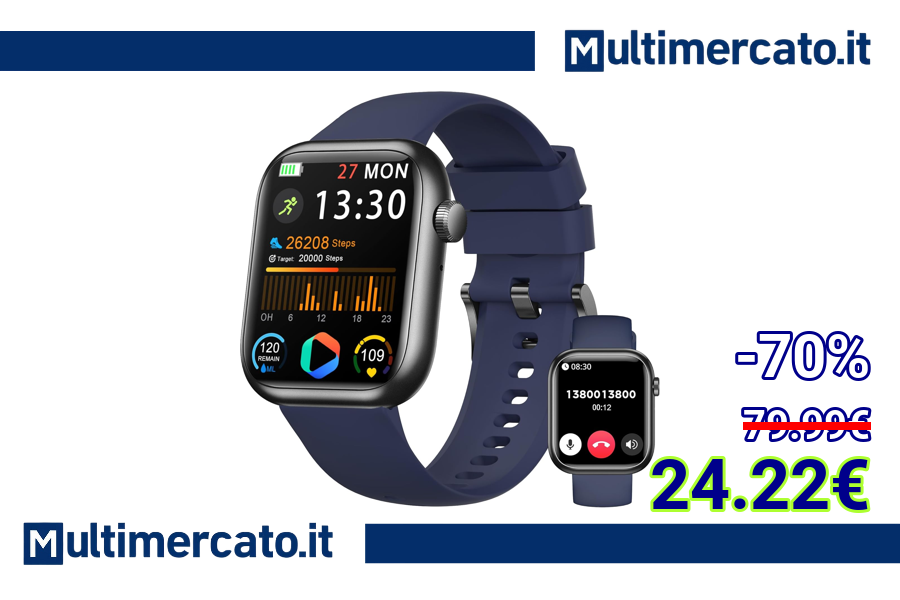 Multimercato.it
27 MON
13:30
26208 Steps
Target: 20000 Steps
OH 6 12 18 23
120
REMAIN
ML
109
08:30
1380013800
00:12
-70%
79.99€
24.22€
Multimercato.it